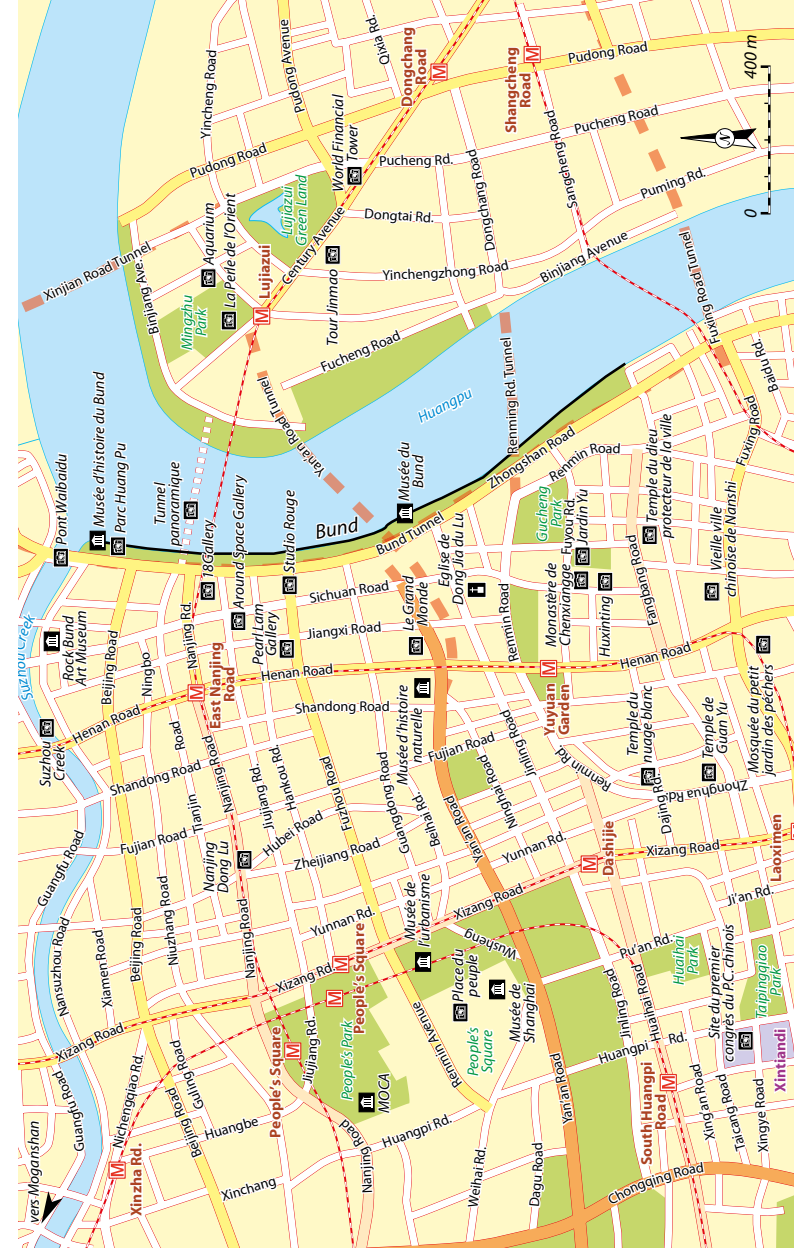 vers Moganshan
Guangfu Road
Nansuzhou Road
Guangfu Road
Suzhou
Creek
Suzhou Creek
Rock Bund
Art Museum
Pont Waibaidu
Musée d'histoire du Bund
Parc Huang Pu
Xinjian Road Tunnel
Xinzha Rd.
Nichengqiao Rd.
Xizang Road
Xiamen Road
Beijing Road
Niuzhang Road
Fujian Road
Shandong Road
Henan Road
Beijing Road
Ningbo
Road
Tianjin
Beijing Road
Guling Road
Huangbe
Xinchang
Nanjing Road
Nanjing
Dong Lu
Nanjing Road
Nanjing Rd.
East Nanjing
Road
Tunnel
panoramique
18Gallery
Around Space Gallery
Pearl Lam
Gallery
Studio Rouge
Binjiang Ave.
Mingzhu
Park
Aquarium
La Perle de l'Orient
Lujiazui
Lujiazui
Green Land
Pudong Road
Yincheng Road
Pudong Avenue
Qixia Rd.
World Financial
Tower
Dongchang
Road
Shangcheng
Road
Pudong Road
Pucheng Road
Pucheng Rd.
Century Avenue
Dongtai Rd.
Dongchang Road
Sangcheng Road
Puming Rd.
Tour Jinmao
Yinchengzhong Road
Binjiang Avenue
Fucheng Road
Huangpu
Yan'an Road Tunnel
Renming Rd. Tunnel
Fuxing Road Tunnel
0
400 m
N
People's Square
Jiujiang Rd.
People's Park
MOCA
Nanjing Road
Huangpi Rd.
People's Square
Xizang Rd.
Yunnan Rd.
Zheijiang Road
Hubei Road
Jiujiang Rd.
Hankou Rd.
Fuzhou Road
Shandong Road
Henan Road
Jiangxi Road
Sichuan Road
Bund
Musée du
Bund
Bund Tunnel
Zhongshan Road
Renmin Road
Le Grand
Monde
Eglise de
Dong Jia du Lu
Musée d'histoire
naturelle
Guangdong Road
Beihai Rd.
Fujian Road
Yan'an Road
Ninghai Road
Jinling Road
Yunnan Rd.
Xizang Road
Musée de
l'urbanisme
Place du
peuple
People's
Square
Musée de
Shanghai
Wusheng
Renmin Avenue
Weihai Rd.
Dagu Road
Yan'an Road
Huangpi Rd.
Jinling Road
Huaihai Road
Pu'an Rd.
Dashijie
Xizang Road
Renmin Rd.
Yuyuan
Garden
Renmin Road
Monastère de
Chenxiangge
Fuyou Rd.
Jardin Yu
Gucheng
Park
Huxinting
Henan Road
Fangbang Road
Temple du dieu
protecteur de la ville
Vieille ville
chinoise de Nanshi
Fuxing Road
Baidu Rd.
Temple du
nuage blanc
Dajing Rd.
Temple de
Guan Yu
Zhonghua Rd.
Mosquée du petit
jardin des pêchers
Laoximen
Ji'an Rd.
Huaihai
Park
Taipingqiao
Park
Site du premier
congrès du P.C. chinois
Xintiandi
South Huangpi
Road
Xing'an Road
Taicang Road
Xingye Road
Chongqing Road